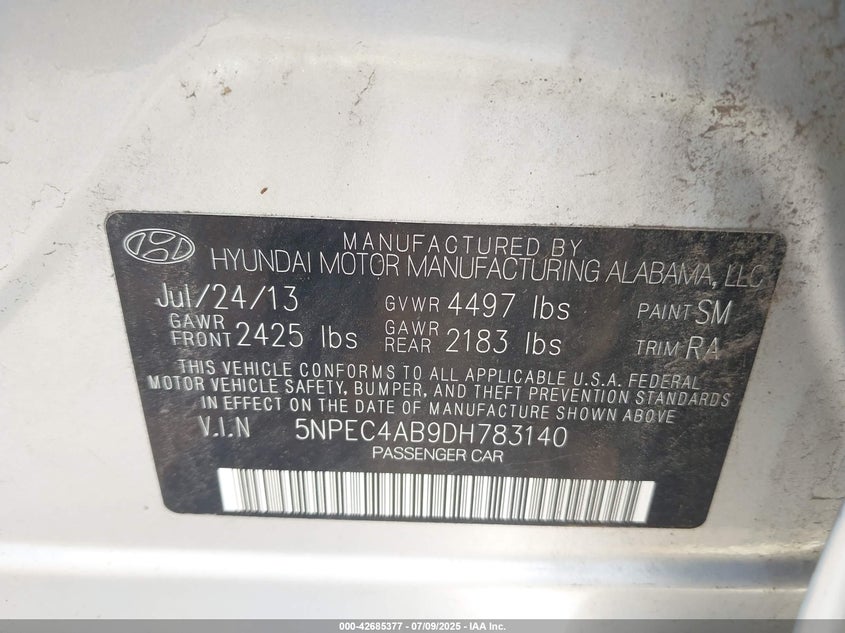 MANUFACTURED BY
HYUNDAI MOTOR MANUFACTURING ALABAMA, LLC
Jul/24/13 GVWR 4497 lbs PAINT SM
GAWR FRONT 2425 lbs GAWR REAR 2183 lbs TRIM RA
THIS VEHICLE CONFORMS TO ALL APPLICABLE U.S.A. FEDERAL
MOTOR VEHICLE SAFETY, BUMPER, AND THEFT PREVENTION STANDARDS
IN EFFECT ON THE DATE OF MANUFACTURE SHOWN ABOVE
V.I.N 5NPEC4AB9DH783140
PASSENGER CAR
000-42685377 - 07/09/2025 - IAA Inc.